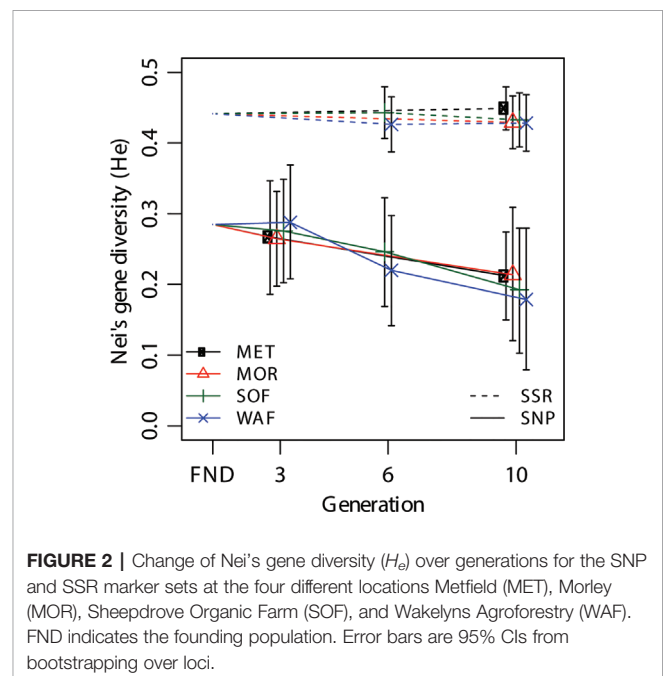 Nei's gene diversity (He)
0.5
0.4
0.3
0.2
0.1
0.0
MET
MOR
SOF
WAF
SSR
SNP
FND 3 6 10
Generation
FIGURE 2 | Change of Nei's gene diversity (He) over generations for the SNP
and SSR marker sets at the four different locations Metfield (MET), Morley
(MOR), Sheepdrove Organic Farm (SOF), and Wakelyns Agroforestry (WAF).
FND indicates the founding population. Error bars are 95% CIs from
bootstrapping over loci.